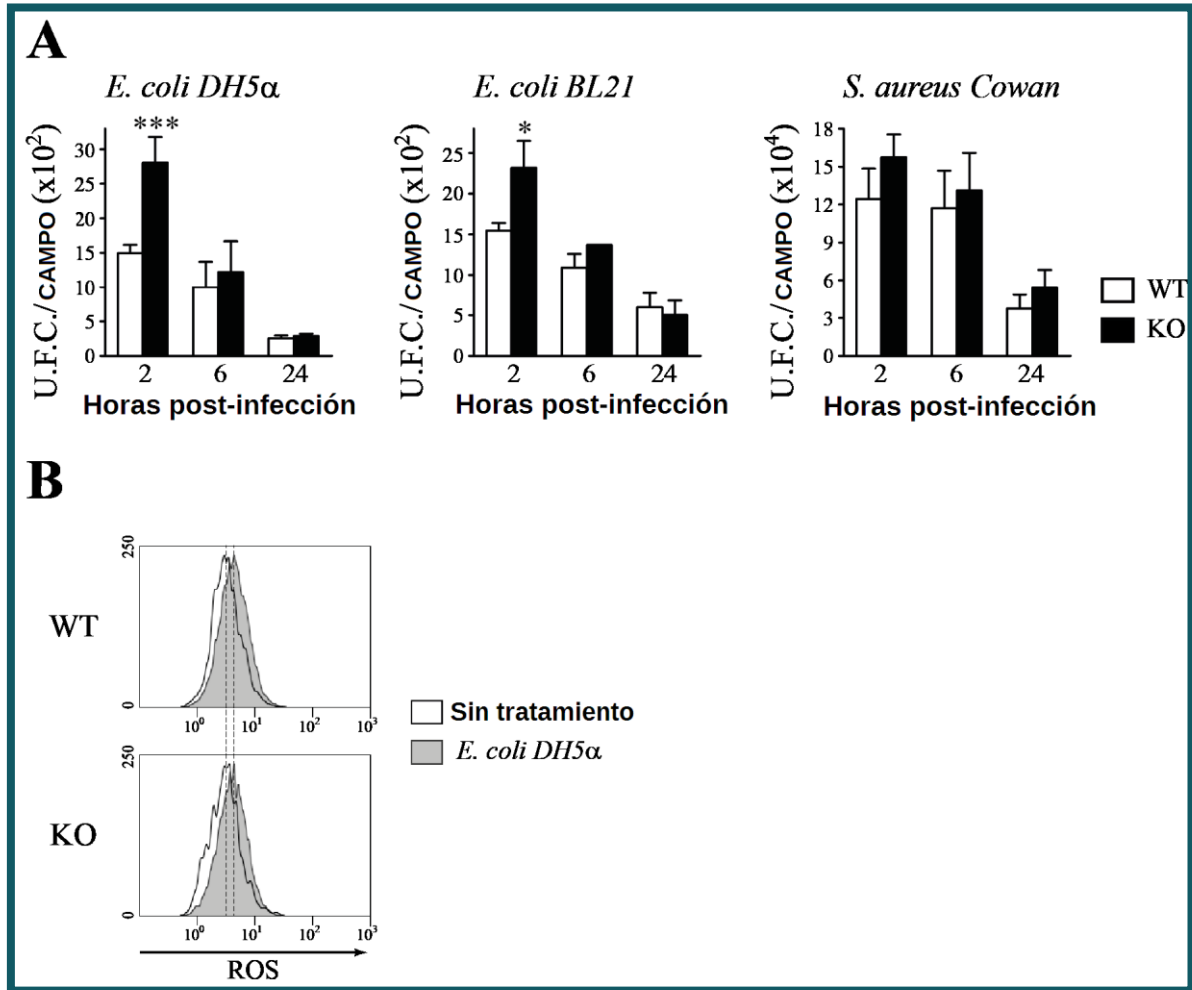 A
E. coli DH5α
E. coli BL21
S. aureus Cowan
U.F.C./CAMPO (x10²)
30
25
20
15
10
5
0
***
2 6 24
Horas post-infección
U.F.C./CAMPO (x10²)
25
20
15
10
5
0
*
2 6 24
Horas post-infección
U.F.C./CAMPO (x10⁴)
18
15
12
9
6
3
0
2 6 24
Horas post-infección
WT
KO
B
WT
250
0
10⁰ 10¹ 10² 10³
KO
250
0
10⁰ 10¹ 10² 10³
ROS
Sin tratamiento
E. coli DH5α